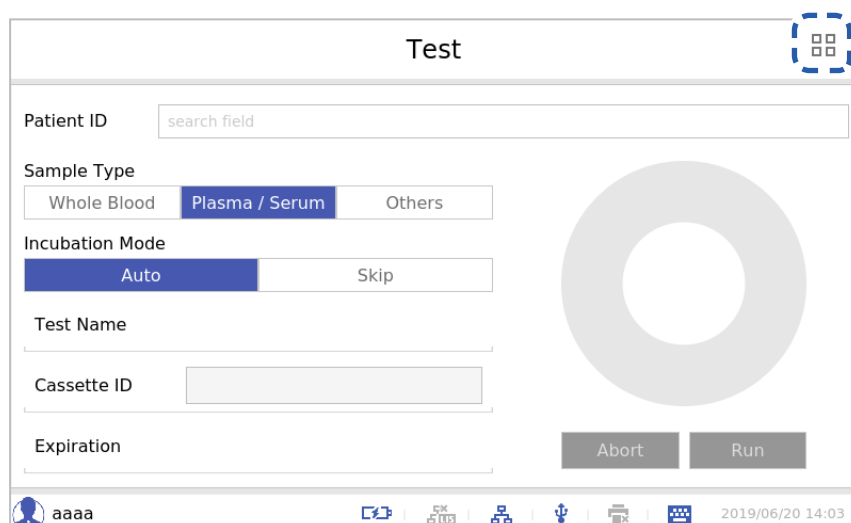 Test
Patient ID
search field
Sample Type
Whole Blood
Plasma / Serum
Others
Incubation Mode
Auto
Skip
Test Name
Cassette ID
Expiration
Abort
Run
aaaa
LIS
2019/06/20 14:03